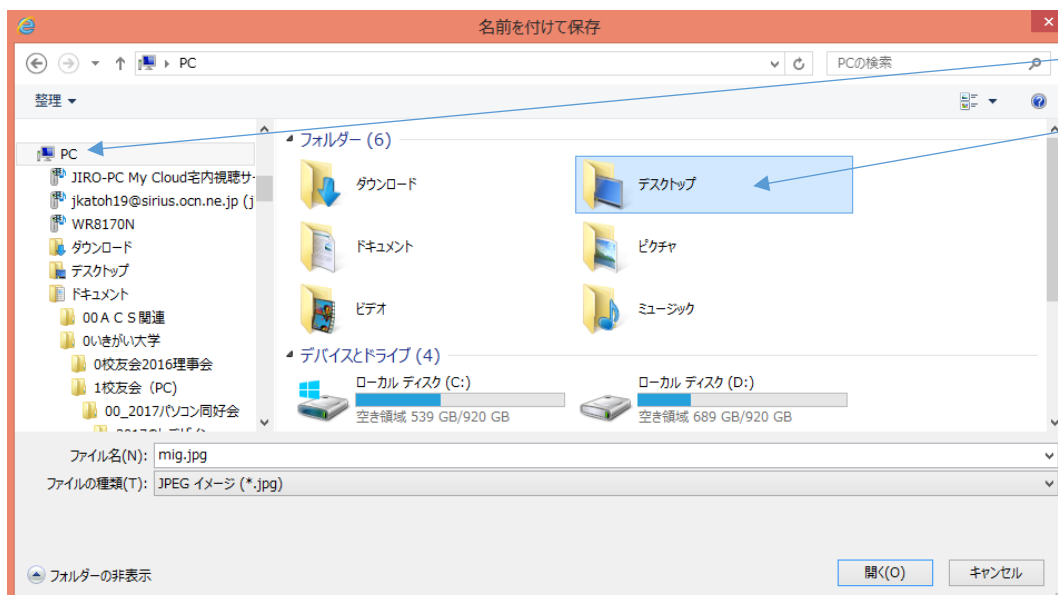 名前を付けて保存
PC
PCの検索
整理
PC
JIRO-PC My Cloud宅内視聴サ-
jkatoh19@sirius.ocn.ne.jp (j
WR8170N
ダウンロード
デスクトップ
ドキュメント
00ＡＣＳ関連
0いきがい大学
0校友会2016理事会
1校友会（PC)
00_2017/パソコン同好会
フォルダー (6)
ダウンロード
デスクトップ
ドキュメント
ピクチャ
ビデオ
ミュージック
デバイスとドライブ (4)
ローカル ディスク (C:)
空き領域 539 GB/920 GB
ローカル ディスク (D:)
空き領域 689 GB/920 GB
ファイル名(N): mig.jpg
ファイルの種類(T): JPEG イメージ (*.jpg)
フォルダーの非表示
開く(O)
キャンセル